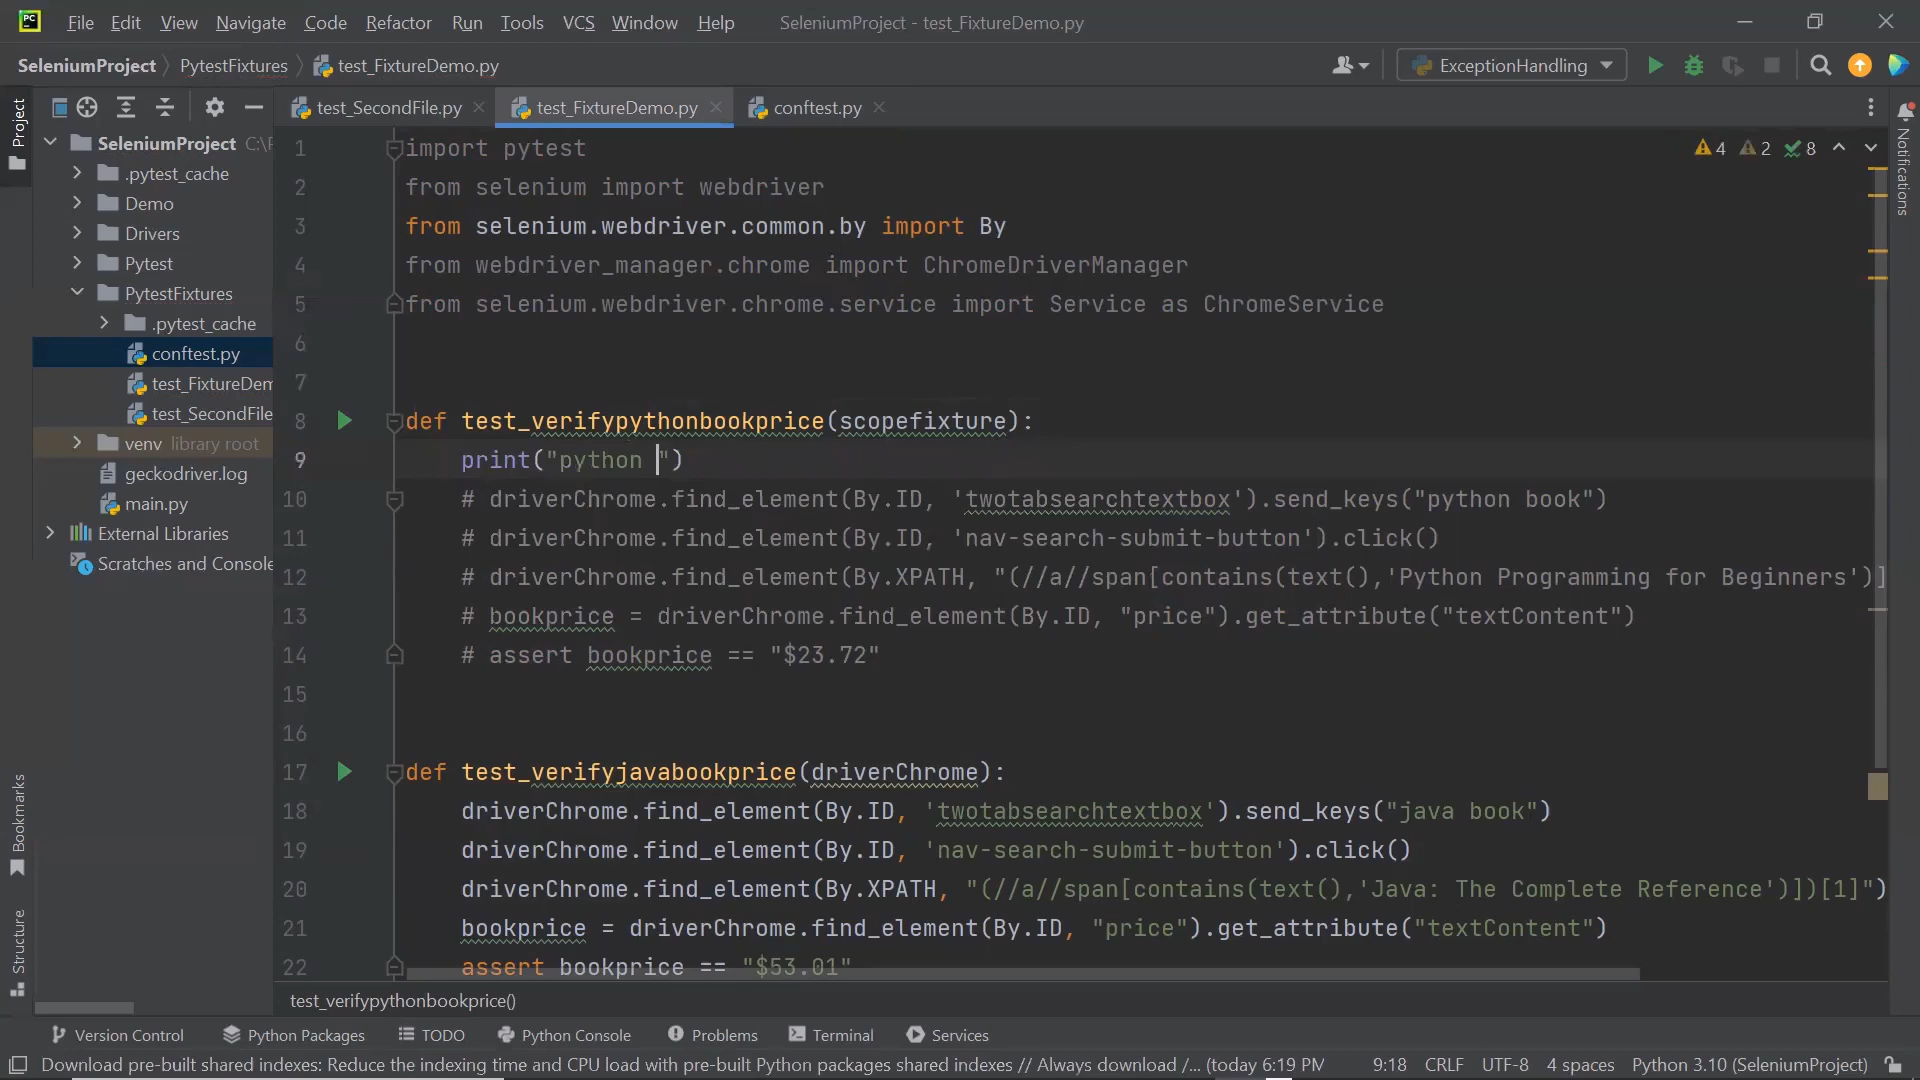 PC File Edit View Navigate Code Refactor Run Tools VCS Window Help SeleniumProject - test_FixtureDemo.py
SeleniumProject PytestFixtures test_FixtureDemo.py ExceptionHandling
Project
test_SecondFile.py test_FixtureDemo.py conftest.py
SeleniumProject C:\
.pytest_cache
Demo
Drivers
Pytest
PytestFixtures
.pytest_cache
conftest.py
test_FixtureDem
test_SecondFile
venv library root
geckodriver.log
main.py
External Libraries
Scratches and Console
4 2 8
Notifications
1 import pytest
2 from selenium import webdriver
3 from selenium.webdriver.common.by import By
4 from webdriver_manager.chrome import ChromeDriverManager
5 from selenium.webdriver.chrome.service import Service as ChromeService
6
7
8 def test_verifypythonbookprice(scopefixture):
9 print("python ")
10 # driverChrome.find_element(By.ID, 'twotabsearchtextbox').send_keys("python book")
11 # driverChrome.find_element(By.ID, 'nav-search-submit-button').click()
12 # driverChrome.find_element(By.XPATH, "(//a//span[contains(text(),'Python Programming for Beginners')]
13 # bookprice = driverChrome.find_element(By.ID, "price").get_attribute("textContent")
14 # assert bookprice == "$23.72"
15
16
17 def test_verifyjavabookprice(driverChrome):
18 driverChrome.find_element(By.ID, 'twotabsearchtextbox').send_keys("java book")
19 driverChrome.find_element(By.ID, 'nav-search-submit-button').click()
20 driverChrome.find_element(By.XPATH, "(//a//span[contains(text(),'Java: The Complete Reference')])[1]")
21 bookprice = driverChrome.find_element(By.ID, "price").get_attribute("textContent")
22 assert bookprice == "$53.01"
Bookmarks
Structure
test_verifypythonbookprice()
Version Control Python Packages TODO Python Console Problems Terminal Services
Download pre-built shared indexes: Reduce the indexing time and CPU load with pre-built Python packages shared indexes // Always download /... (today 6:19 PM 9:18 CRLF UTF-8 4 spaces Python 3.10 (SeleniumProject)